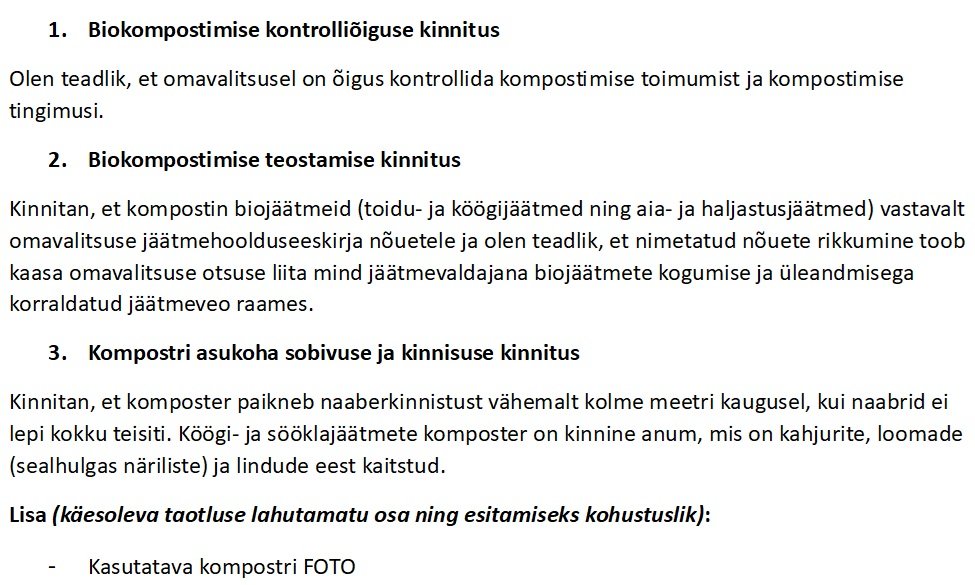 1. Biokompostimise kontrolliõiguse kinnitus
Olen teadlik, et omavalitsusel on õigus kontrollida kompostimise toimumist ja kompostimise
tingimusi.
2. Biokompostimise teostamise kinnitus
Kinnitan, et kompostin biojäätmeid (toidu- ja köögijäätmed ning aia- ja haljastusjäätmed) vastavalt
omavalitsuse jäätmehoolduseeskirja nõuetele ja olen teadlik, et nimetatud nõuete rikkumine toob
kaasa omavalitsuse otsuse liita mind jäätmevaldajana biojäätmete kogumise ja üleandmisega
korraldatud jäätmeveo raames.
3. Kompostri asukoha sobivuse ja kinnisuse kinnitus
Kinnitan, et komposter paikneb naaberkinnistust vähemalt kolme meetri kaugusel, kui naabrid ei
lepi kokku teisiti. Köögi- ja sööklajäätmete komposter on kinnine anum, mis on kahjurite, loomade
(sealhulgas näriliste) ja lindude eest kaitstud.
Lisa (käesoleva taotluse lahutamatu osa ning esitamiseks kohustuslik):
- Kasutatava kompostri FOTO